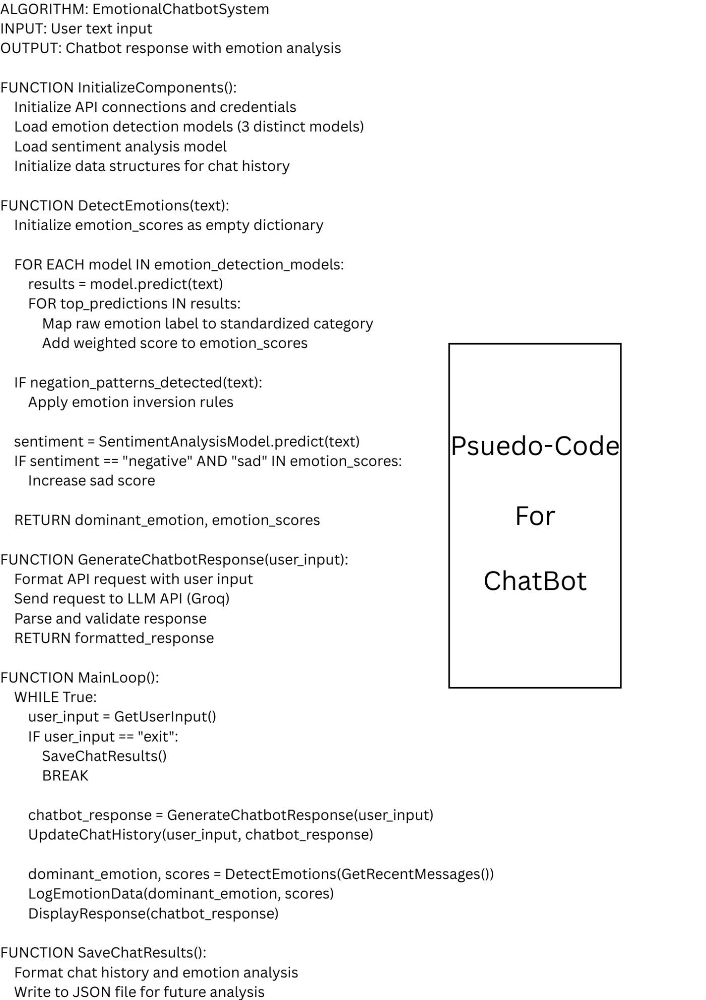 ALGORITHM: EmotionalChatbotSystem
INPUT: User text input
OUTPUT: Chatbot response with emotion analysis
FUNCTION InitializeComponents():
Initialize API connections and credentials
Load emotion detection models (3 distinct models)
Load sentiment analysis model
Initialize data structures for chat history
FUNCTION DetectEmotions(text):
Initialize emotion_scores as empty dictionary
FOR EACH model IN emotion_detection_models:
results = model.predict(text)
FOR top_predictions IN results:
Map raw emotion label to standardized category
Add weighted score to emotion_scores
IF negation_patterns_detected(text):
Apply emotion inversion rules
sentiment = SentimentAnalysisModel.predict(text)
IF sentiment == "negative" AND "sad" IN emotion_scores:
Increase sad score
RETURN dominant_emotion, emotion_scores
FUNCTION GenerateChatbotResponse(user_input):
Format API request with user input
Send request to LLM API (Groq)
Parse and validate response
RETURN formatted_response
FUNCTION MainLoop():
WHILE True:
user_input = GetUserInput()
IF user_input == "exit":
SaveChatResults()
BREAK
chatbot_response = GenerateChatbotResponse(user_input)
UpdateChatHistory(user_input, chatbot_response)
dominant_emotion, scores = DetectEmotions(GetRecentMessages())
LogEmotionData(dominant_emotion, scores)
DisplayResponse(chatbot_response)
FUNCTION SaveChatResults():
Format chat history and emotion analysis
Write to JSON file for future analysis
Psuedo-Code
For
ChatBot